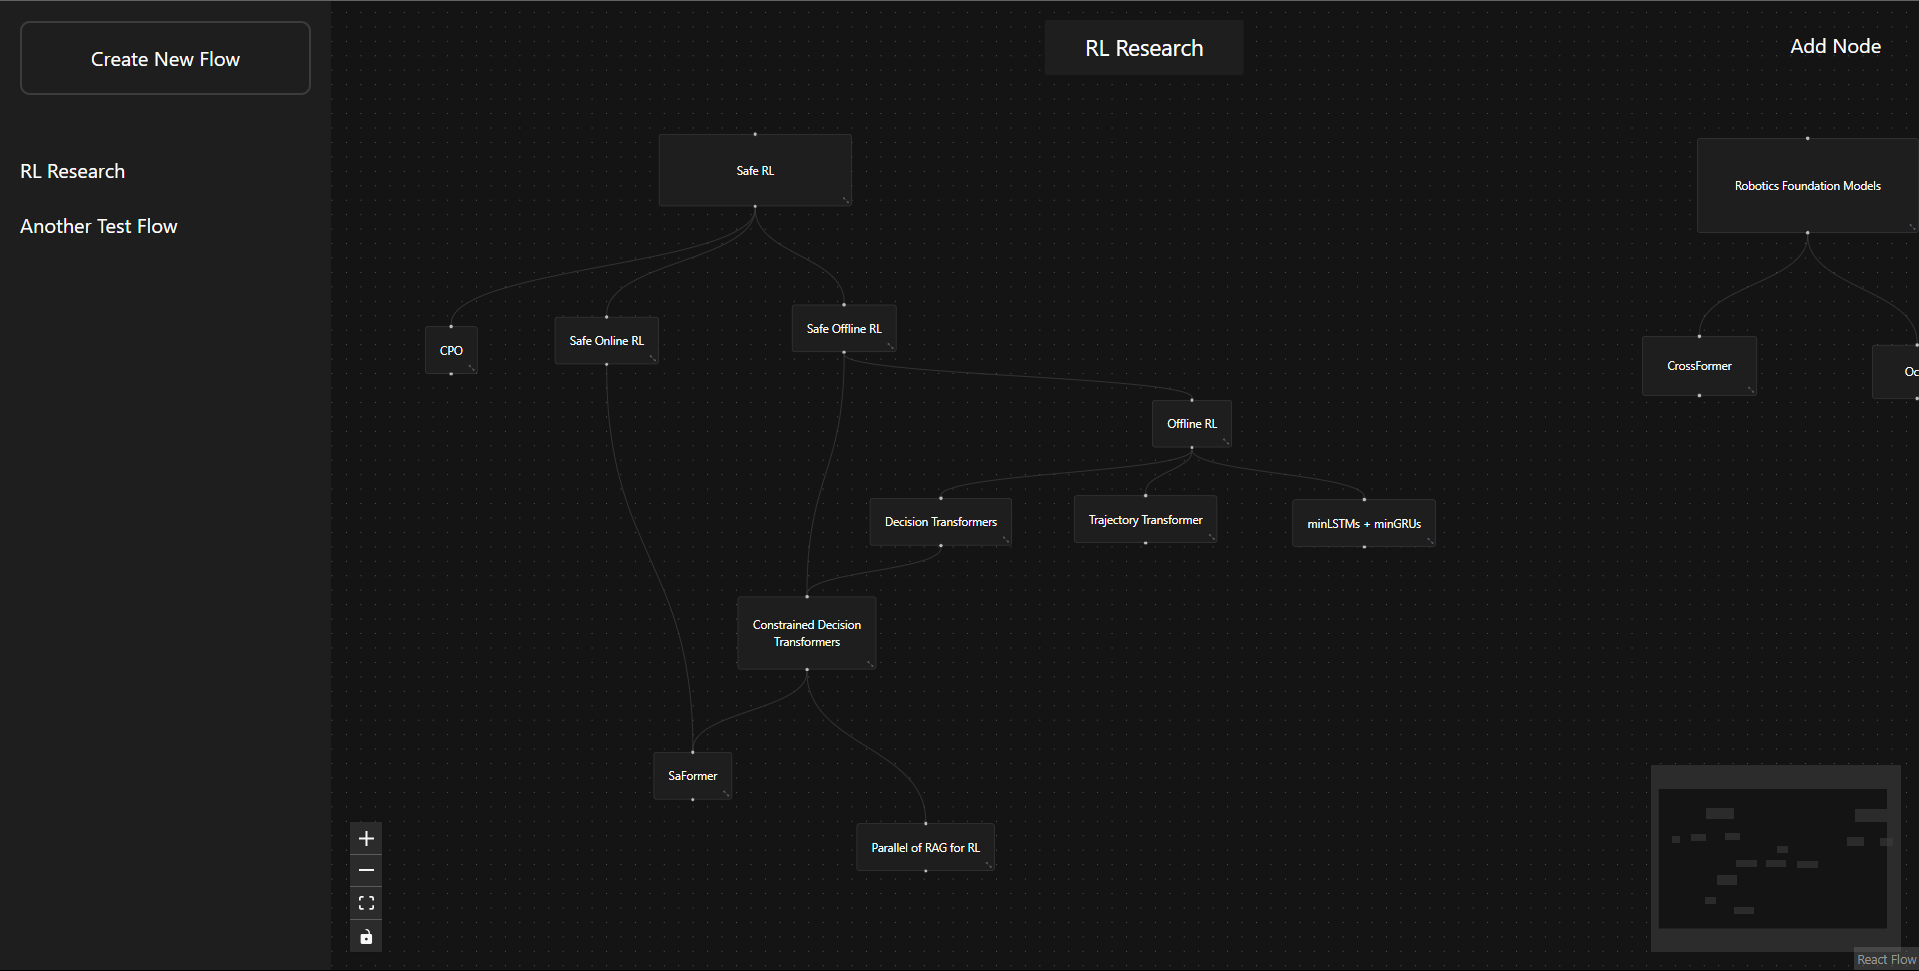 Create New Flow
RL Research
Another Test Flow
RL Research
Add Node
Safe RL
Robotics Foundation Models
CPO
Safe Online RL
Safe Offline RL
CrossFormer
Oc
Offline RL
Decision Transformers
Trajectory Transformer
minLSTMs + minGRUs
Constrained Decision
Transformers
SaFormer
Parallel of RAG for RL
React Flow